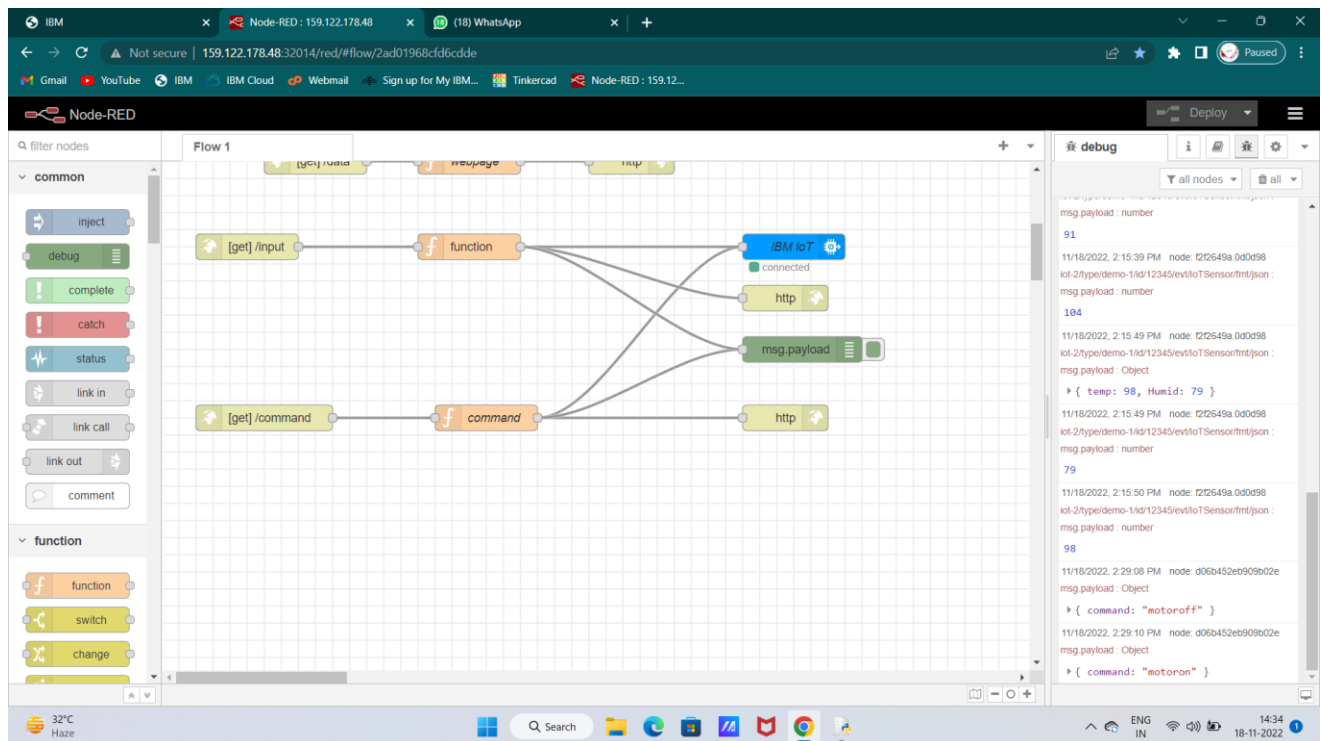 IBM
Node-RED : 159.122.178.48
(18) WhatsApp
Not secure
159.122.178.48:32014/red/#flow/2ad01968cfd6cdde
Paused
Gmail
YouTube
IBM
IBM Cloud
Webmail
Sign up for My IBM...
Tinkercad
Node-RED : 159.12...
Node-RED
Deploy
filter nodes
Flow 1
debug
all nodes
all
common
inject
debug
complete
catch
status
link in
link call
link out
comment
function
function
switch
change
[get] /data
webpage
http
[get] /input
function
IBM IoT
connected
http
msg.payload
[get] /command
command
http
msg.payload : number
91
11/18/2022, 2:15:39 PM node: f2f2649a.0d0d98
iot-2/type/demo-1/id/12345/evt/IoTSensor/fmt/json :
msg.payload : number
104
11/18/2022, 2:15:49 PM node: f2f2649a.0d0d98
iot-2/type/demo-1/id/12345/evt/IoTSensor/fmt/json :
msg.payload : Object
{ temp: 98, Humid: 79 }
11/18/2022, 2:15:49 PM node: f2f2649a.0d0d98
iot-2/type/demo-1/id/12345/evt/IoTSensor/fmt/json :
msg.payload : number
79
11/18/2022, 2:15:50 PM node: f2f2649a.0d0d98
iot-2/type/demo-1/id/12345/evt/IoTSensor/fmt/json :
msg.payload : number
98
11/18/2022, 2:29:08 PM node: d06b452eb909b02e
msg.payload : Object
{ command: "motoroff" }
11/18/2022, 2:29:10 PM node: d06b452eb909b02e
msg.payload : Object
{ command: "motoron" }
32°C
Haze
Search
ENG
IN
14:34
18-11-2022
1